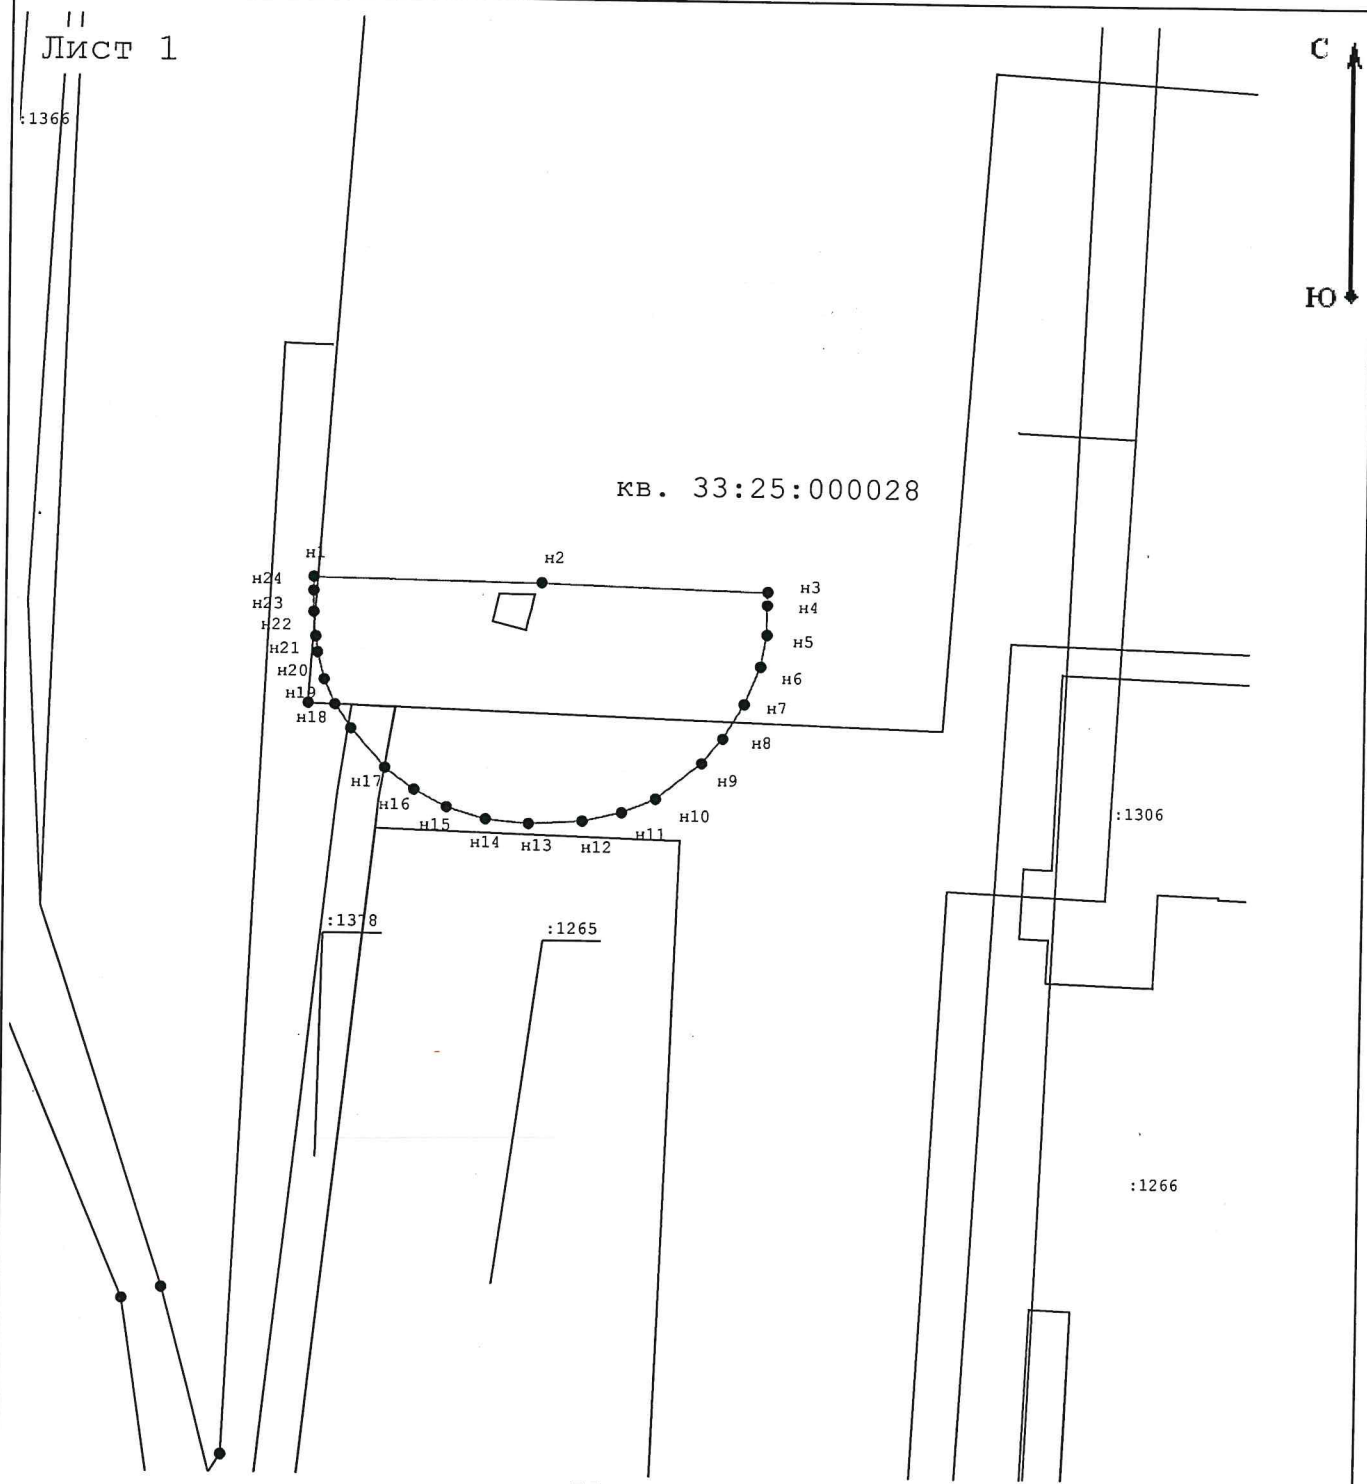 Лист 1
С
:1366
Ю
кв. 33:25:000028
н1
н2
н24
н3
н23
н4
н22
н21
н5
н20
н6
н19
н7
н18
н8
н17
н9
н16
н10
н15
н11
н14
н13
н12
:1306
:1378
:1265
:1266